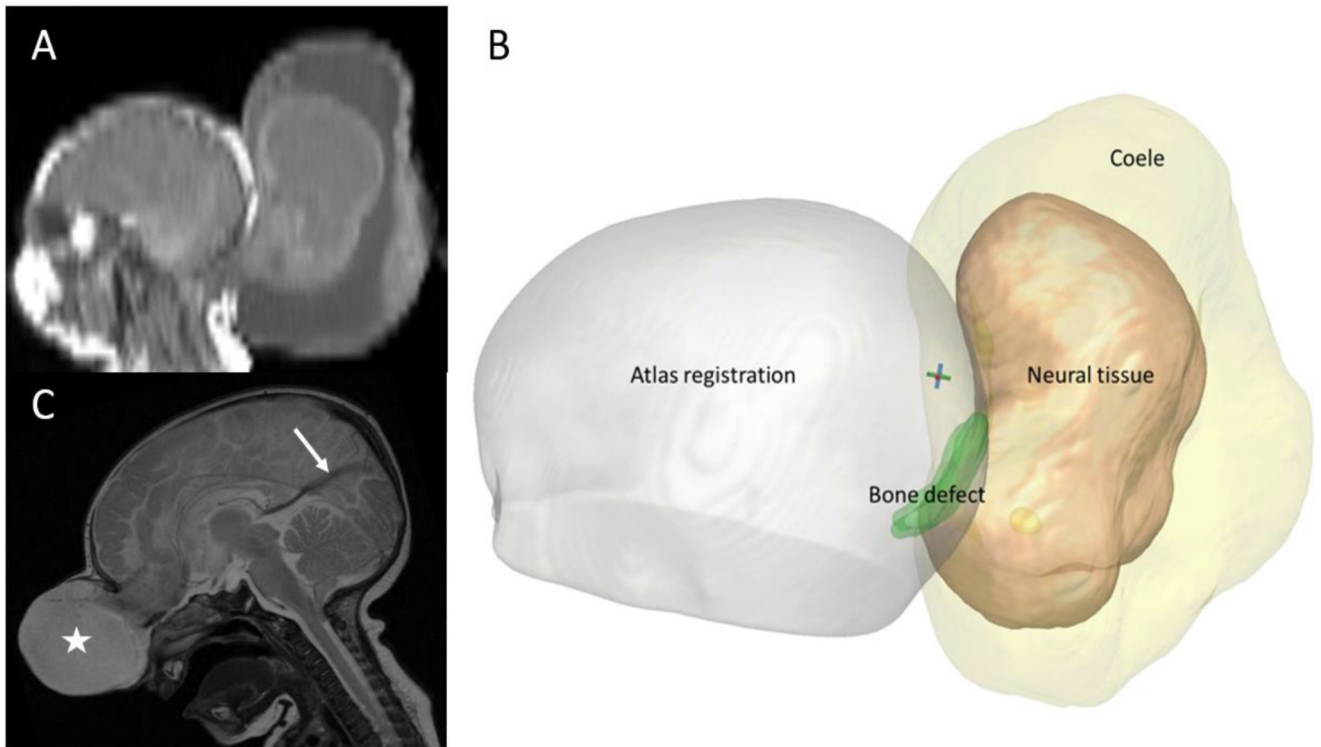 A
B
Coele
Atlas registration
Neural tissue
C
Bone defect